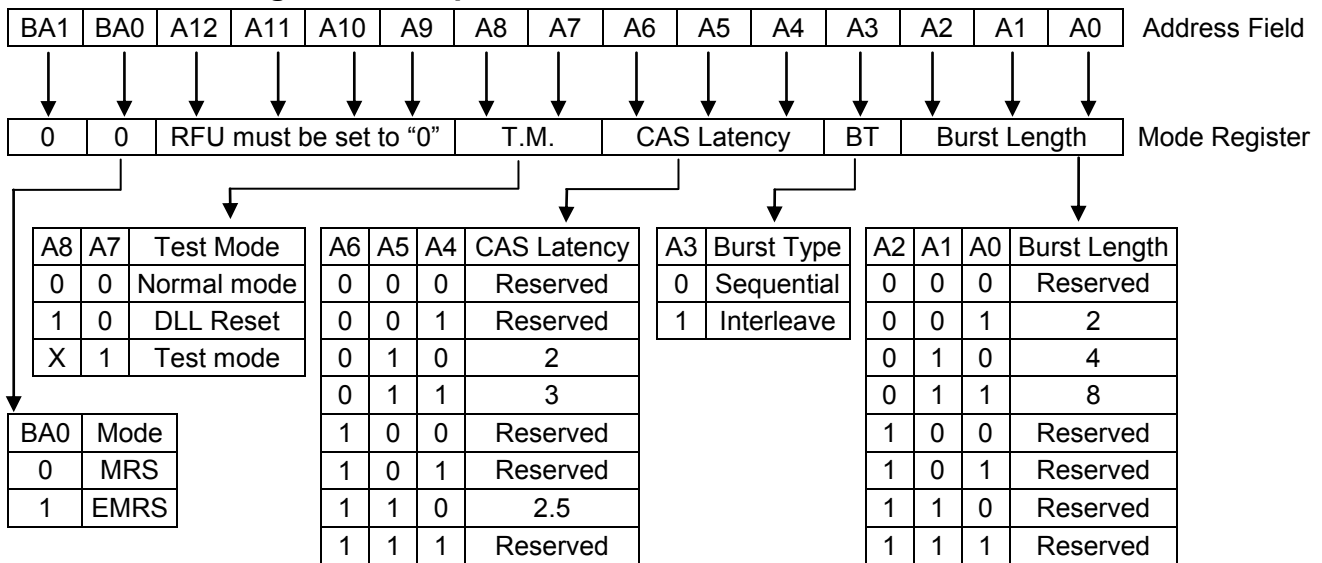 BA1 BA0 A12 A11 A10 A9 A8 A7 A6 A5 A4 A3 A2 A1 A0 Address Field
0 0 RFU must be set to “0” T.M. CAS Latency BT Burst Length Mode Register
A8 A7 Test Mode
0 0 Normal mode
1 0 DLL Reset
X 1 Test mode
BA0 Mode
0 MRS
1 EMRS
A6 A5 A4 CAS Latency
0 0 0 Reserved
0 0 1 Reserved
0 1 0 2
0 1 1 3
1 0 0 Reserved
1 0 1 Reserved
1 1 0 2.5
1 1 1 Reserved
A3 Burst Type
0 Sequential
1 Interleave
A2 A1 A0 Burst Length
0 0 0 Reserved
0 0 1 2
0 1 0 4
0 1 1 8
1 0 0 Reserved
1 0 1 Reserved
1 1 0 Reserved
1 1 1 Reserved